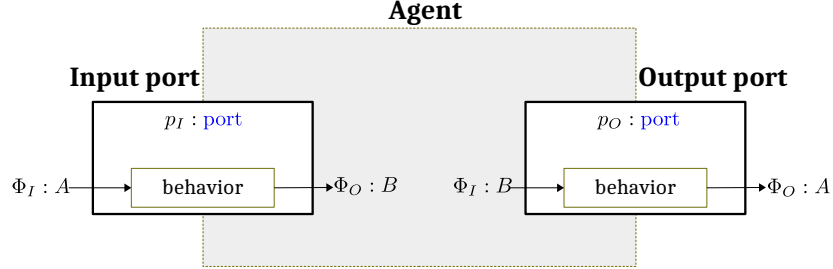 Agent
Input port
Output port
p_I : port
p_O : port
Φ_I : A
behavior
Φ_O : B
Φ_I : B
behavior
Φ_O : A